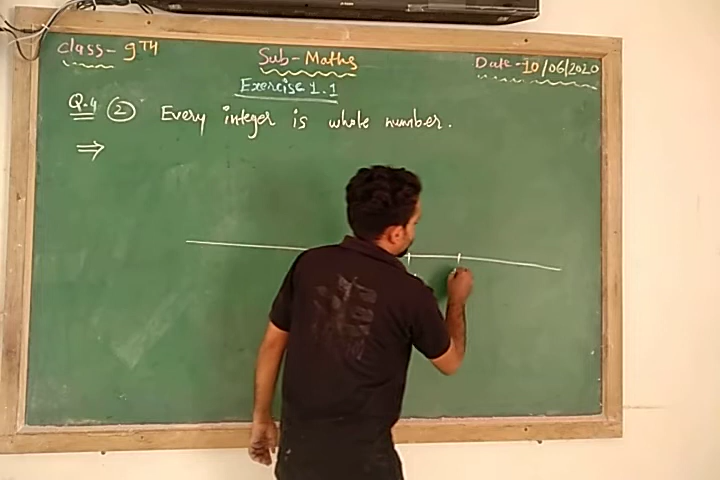 Class- 9TH
Sub- Maths
Date- 10/06/2020
Exercise 1.1
Q.4 (2) Every integer is whole number.
⇒